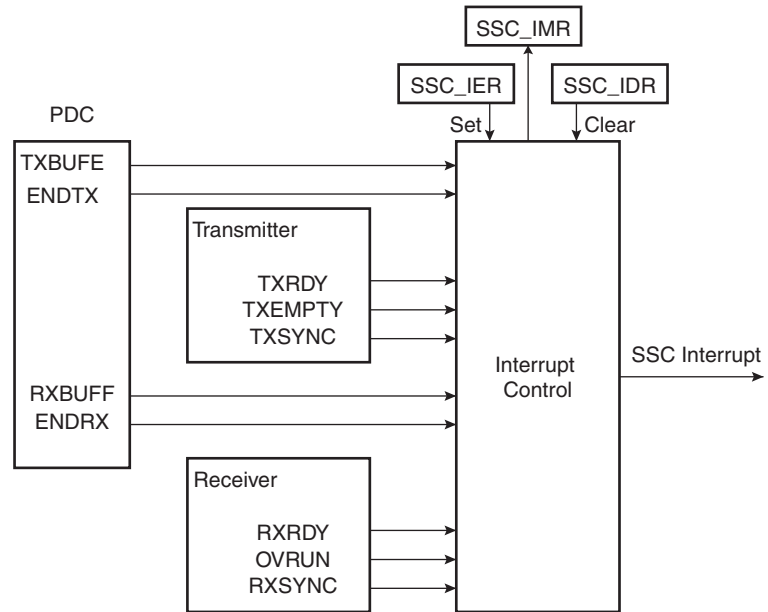 SSC_IMR
SSC_IER
SSC_IDR
PDC
Set
Clear
TXBUFE
ENDTX
Transmitter
TXRDY
TXEMPTY
TXSYNC
RXBUFF
ENDRX
Interrupt
Control
SSC Interrupt
Receiver
RXRDY
OVRUN
RXSYNC